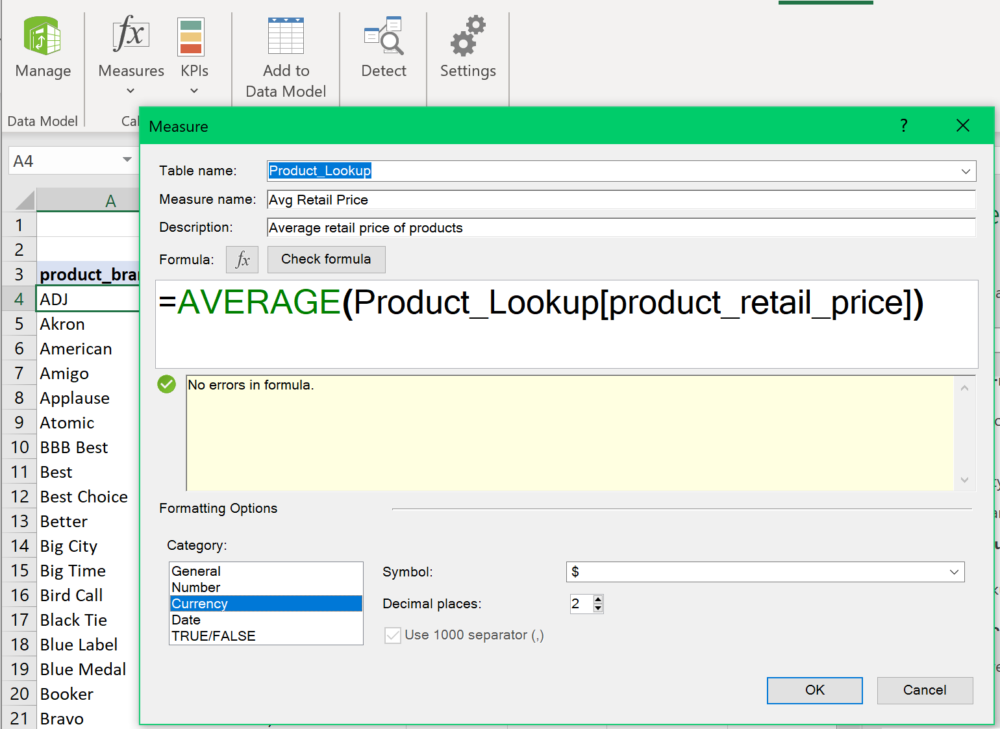 Manage
Measures
KPIs
Add to
Data Model
Detect
Settings
Data Model
Cal
Measure
?
A4
Table name:
Product_Lookup
Measure name:
Avg Retail Price
Description:
Average retail price of products
Formula:
fx
Check formula
=AVERAGE(Product_Lookup[product_retail_price])
No errors in formula.
Formatting Options
Category:
General
Number
Currency
Date
TRUE/FALSE
Symbol:
$
Decimal places:
2
Use 1000 separator (,)
OK
Cancel
A
1
2
3 product_bra
4 ADJ
5 Akron
6 American
7 Amigo
8 Applause
9 Atomic
10 BBB Best
11 Best
12 Best Choice
13 Better
14 Big City
15 Big Time
16 Bird Call
17 Black Tie
18 Blue Label
19 Blue Medal
20 Booker
21 Bravo